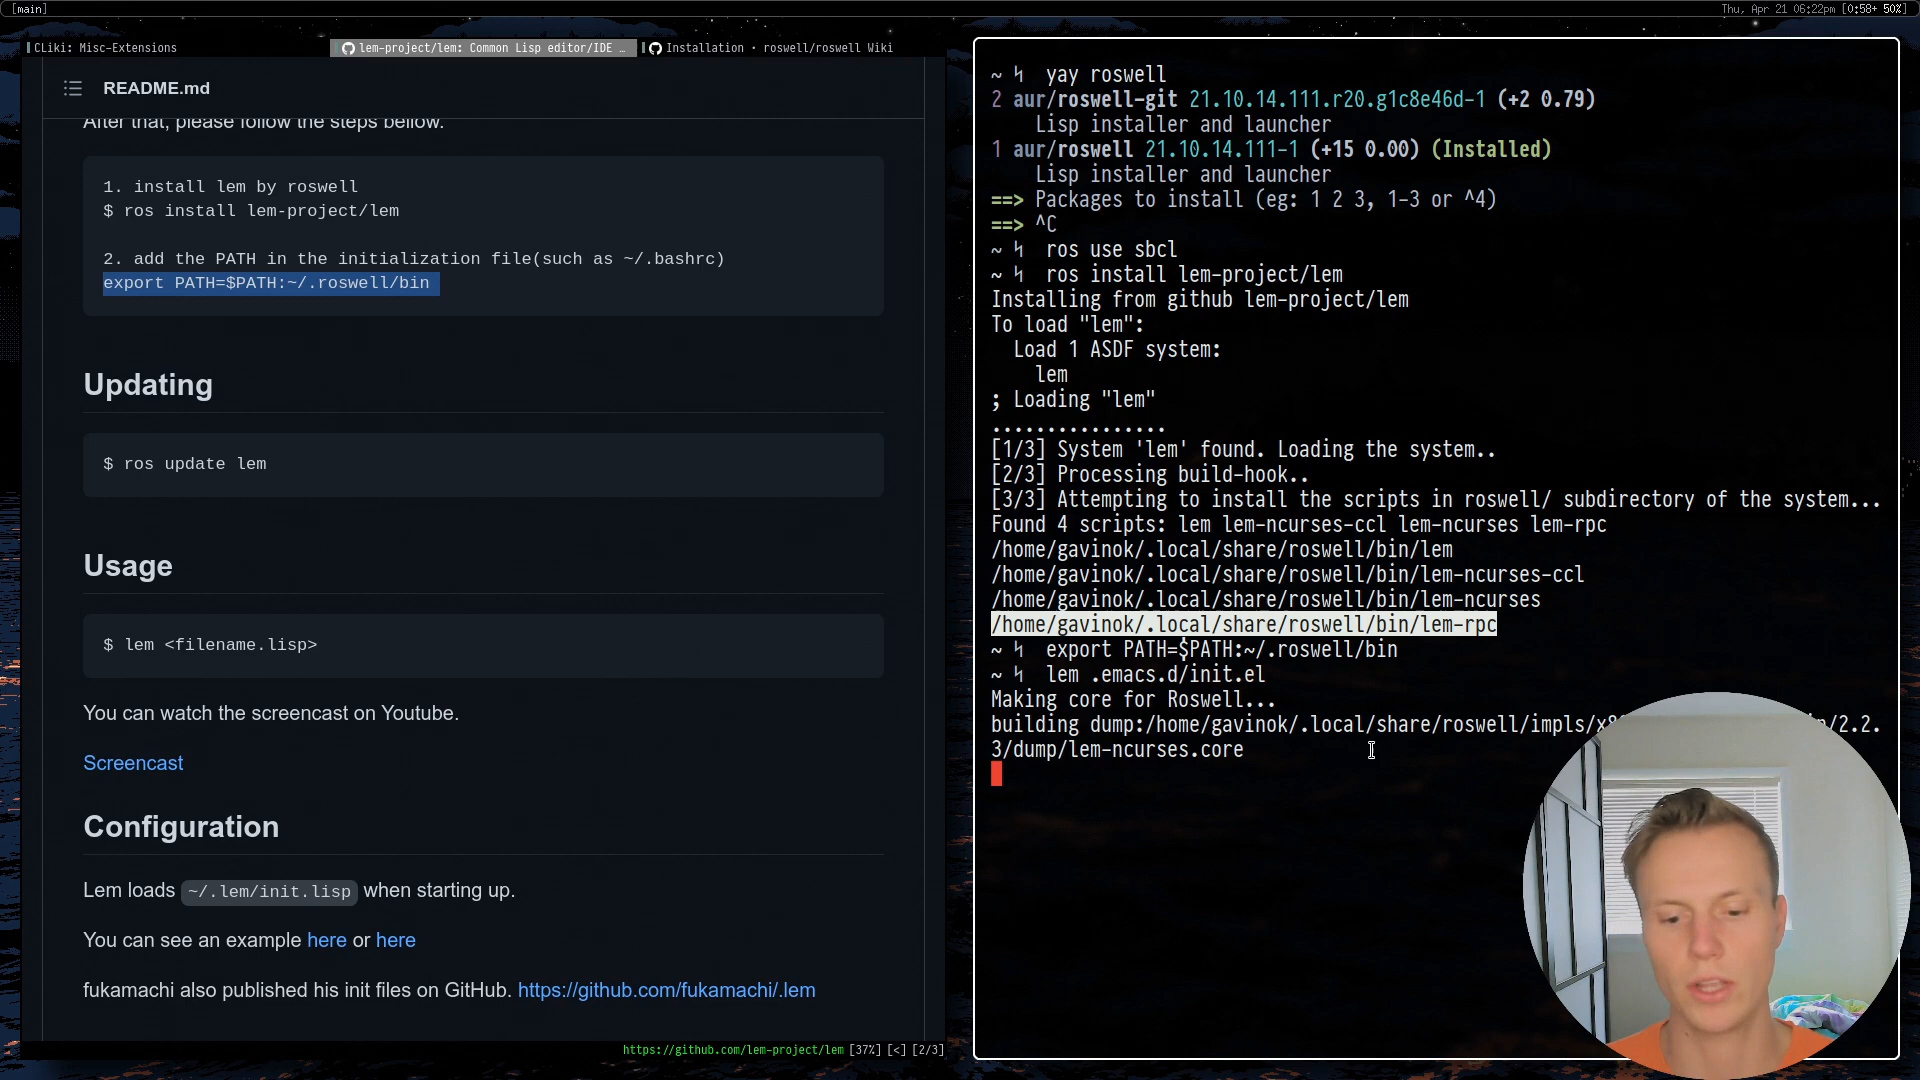 [main]
Thu, Apr 21 06:22pm [0:58+ 50%]
CLiki: Misc-Extensions
lem-project/lem: Common Lisp editor/IDE …
Installation · roswell/roswell Wiki
README.md
After that, please follow the steps bellow.
1. install lem by roswell
$ ros install lem-project/lem
2. add the PATH in the initialization file(such as ~/.bashrc)
export PATH=$PATH:~/.roswell/bin
Updating
$ ros update lem
Usage
$ lem <filename.lisp>
You can watch the screencast on Youtube.
Screencast
Configuration
Lem loads ~/.lem/init.lisp when starting up.
You can see an example here or here
fukamachi also published his init files on GitHub. https://github.com/fukamachi/.lem
https://github.com/lem-project/lem [37%] [<] [2/3]
~ ϟ yay roswell
2 aur/roswell-git 21.10.14.111.r20.g1c8e46d-1 (+2 0.79)
Lisp installer and launcher
1 aur/roswell 21.10.14.111-1 (+15 0.00) (Installed)
Lisp installer and launcher
==> Packages to install (eg: 1 2 3, 1-3 or ^4)
==> ^C
~ ϟ ros use sbcl
~ ϟ ros install lem-project/lem
Installing from github lem-project/lem
To load "lem":
Load 1 ASDF system:
lem
; Loading "lem"
................
[1/3] System 'lem' found. Loading the system..
[2/3] Processing build-hook..
[3/3] Attempting to install the scripts in roswell/ subdirectory of the system...
Found 4 scripts: lem lem-ncurses-ccl lem-ncurses lem-rpc
/home/gavinok/.local/share/roswell/bin/lem
/home/gavinok/.local/share/roswell/bin/lem-ncurses-ccl
/home/gavinok/.local/share/roswell/bin/lem-ncurses
/home/gavinok/.local/share/roswell/bin/lem-rpc
~ ϟ export PATH=$PATH:~/.roswell/bin
~ ϟ lem .emacs.d/init.el
Making core for Roswell...
building dump:/home/gavinok/.local/share/roswell/impls/x8 /2.2.
3/dump/lem-ncurses.core